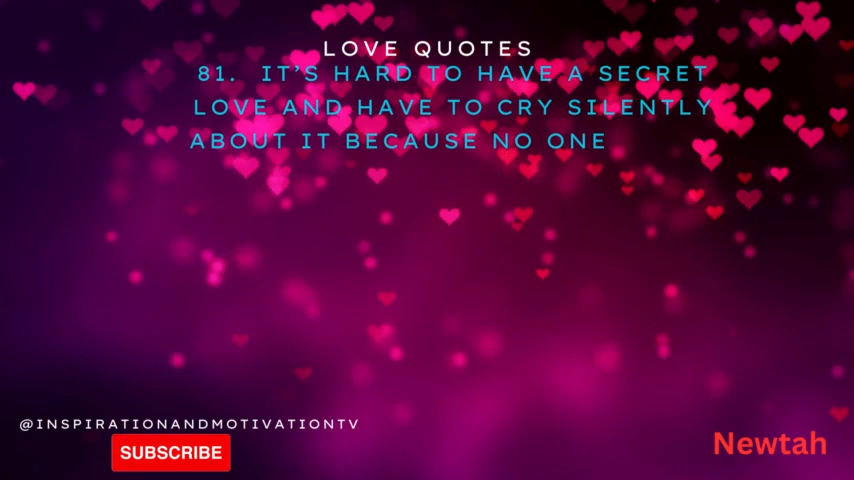 LOVE QUOTES
81. IT'S HARD TO HAVE A SECRET
LOVE AND HAVE TO CRY SILENTLY
ABOUT IT BECAUSE NO ONE
@INSPIRATIONANDMOTIVATIONTV
SUBSCRIBE
Newtah